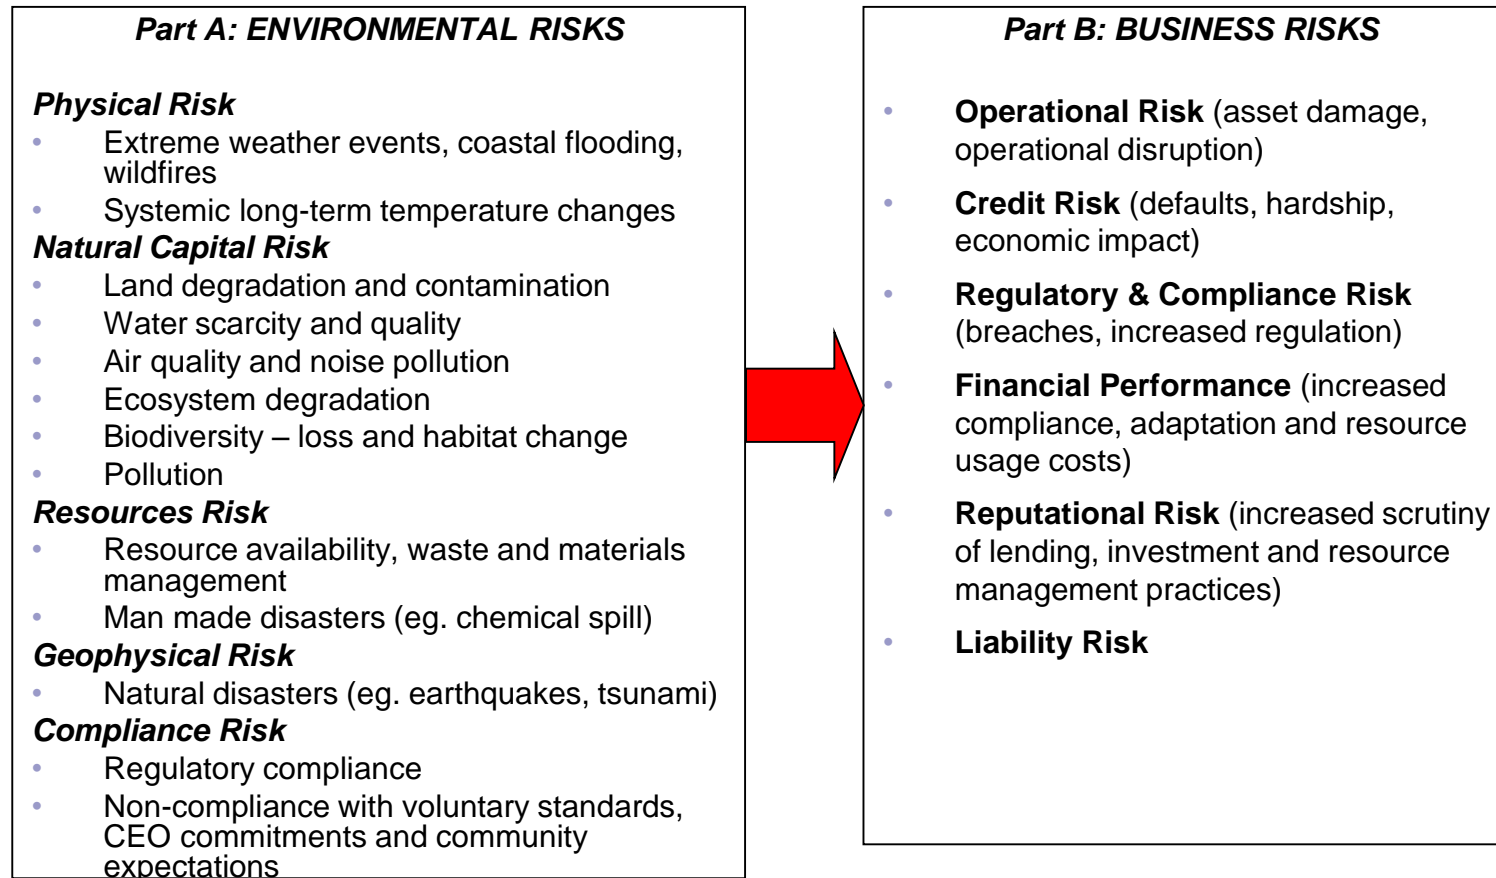 Part A: ENVIRONMENTAL RISKS
Physical Risk
• Extreme weather events, coastal flooding,
wildfires
• Systemic long-term temperature changes
Natural Capital Risk
• Land degradation and contamination
• Water scarcity and quality
• Air quality and noise pollution
• Ecosystem degradation
• Biodiversity – loss and habitat change
• Pollution
Resources Risk
• Resource availability, waste and materials
management
• Man made disasters (eg. chemical spill)
Geophysical Risk
• Natural disasters (eg. earthquakes, tsunami)
Compliance Risk
• Regulatory compliance
• Non-compliance with voluntary standards,
CEO commitments and community
expectations
Part B: BUSINESS RISKS
• Operational Risk (asset damage,
operational disruption)
• Credit Risk (defaults, hardship,
economic impact)
• Regulatory & Compliance Risk
(breaches, increased regulation)
• Financial Performance (increased
compliance, adaptation and resource
usage costs)
• Reputational Risk (increased scrutiny
of lending, investment and resource
management practices)
• Liability Risk